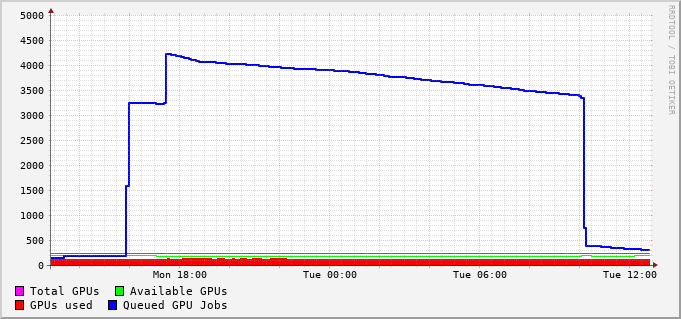 5000
4500
4000
3500
3000
2500
2000
1500
1000
500
0
Mon 18:00 Tue 00:00 Tue 06:00 Tue 12:00
Total GPUs Available GPUs
GPUs used Queued GPU Jobs
RRDTOOL / TOBI OETIKER